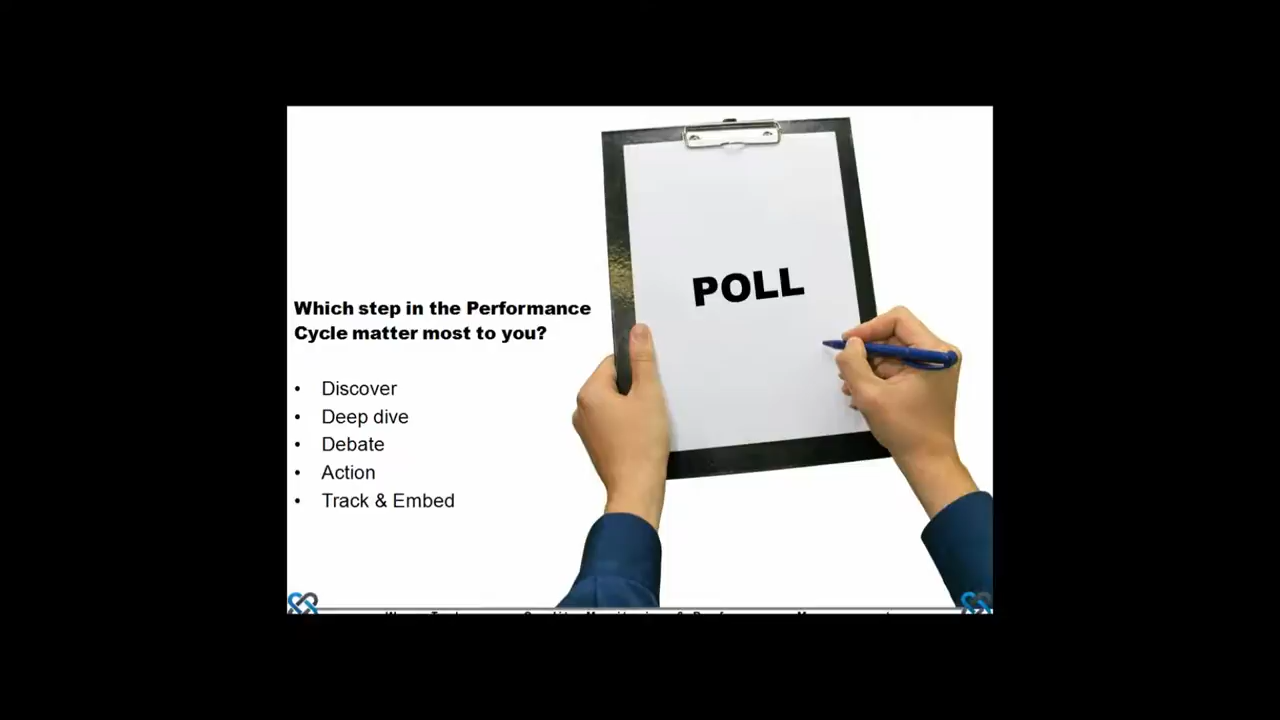 POLL
Which step in the Performance
Cycle matter most to you?
• Discover
• Deep dive
• Debate
• Action
• Track & Embed